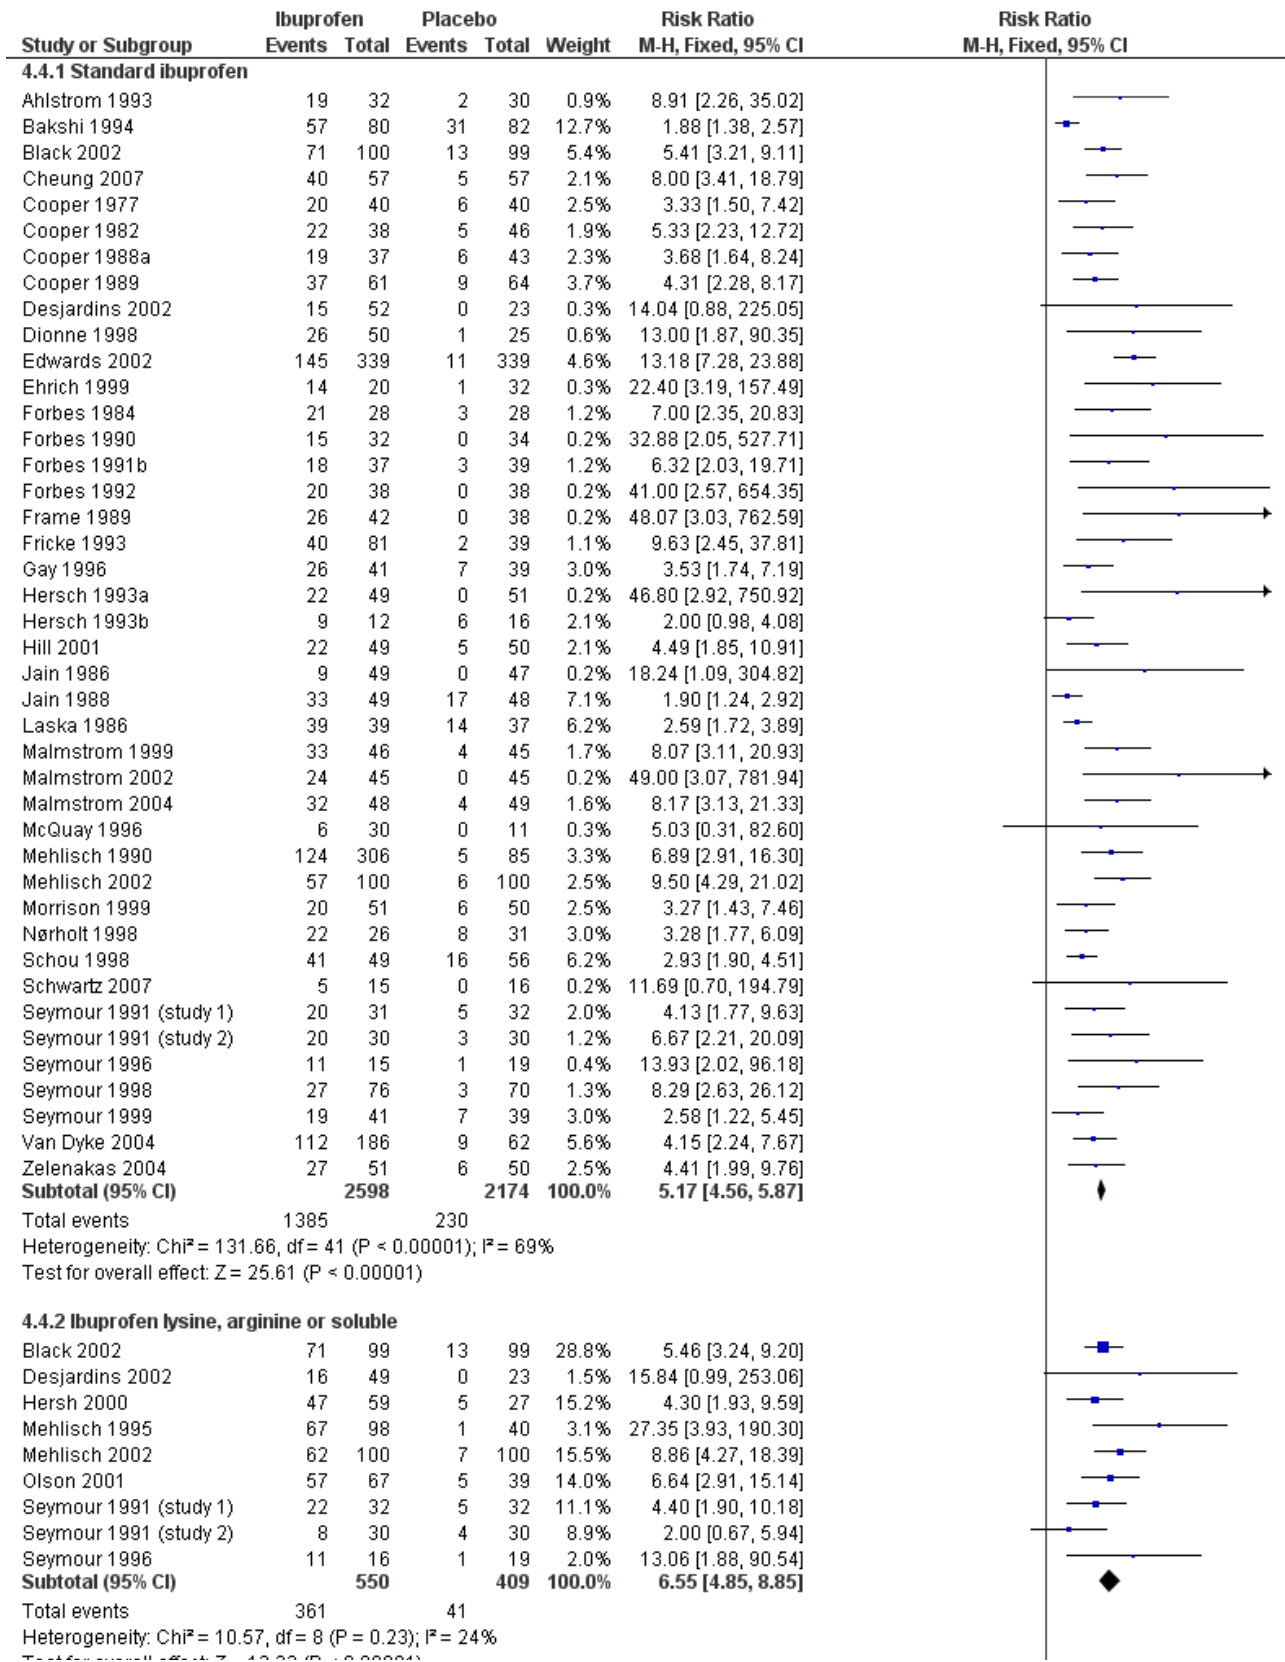 Ibuprofen Placebo Risk Ratio Risk Ratio
Study or Subgroup Events Total Events Total Weight M-H, Fixed, 95% CI M-H, Fixed, 95% CI
4.4.1 Standard ibuprofen
Ahlstrom 1993 19 32 2 30 0.9% 8.91 [2.26, 35.02]
Bakshi 1994 57 80 31 82 12.7% 1.88 [1.38, 2.57]
Black 2002 71 100 13 99 5.4% 5.41 [3.21, 9.11]
Cheung 2007 40 57 5 57 2.1% 8.00 [3.41, 18.79]
Cooper 1977 20 40 6 40 2.5% 3.33 [1.50, 7.42]
Cooper 1982 22 38 5 46 1.9% 5.33 [2.23, 12.72]
Cooper 1988a 19 37 6 43 2.3% 3.68 [1.64, 8.24]
Cooper 1989 37 61 9 64 3.7% 4.31 [2.28, 8.17]
Desjardins 2002 15 52 0 23 0.3% 14.04 [0.88, 225.05]
Dionne 1998 26 50 1 25 0.6% 13.00 [1.87, 90.35]
Edwards 2002 145 339 11 339 4.6% 13.18 [7.28, 23.88]
Ehrich 1999 14 20 1 32 0.3% 22.40 [3.19, 157.49]
Forbes 1984 21 28 3 28 1.2% 7.00 [2.35, 20.83]
Forbes 1990 15 32 0 34 0.2% 32.88 [2.05, 527.71]
Forbes 1991b 18 37 3 39 1.2% 6.32 [2.03, 19.71]
Forbes 1992 20 38 0 38 0.2% 41.00 [2.57, 654.35]
Frame 1989 26 42 0 38 0.2% 48.07 [3.03, 762.59]
Fricke 1993 40 81 2 39 1.1% 9.63 [2.45, 37.81]
Gay 1996 26 41 7 39 3.0% 3.53 [1.74, 7.19]
Hersch 1993a 22 49 0 51 0.2% 46.80 [2.92, 750.92]
Hersch 1993b 9 12 6 16 2.1% 2.00 [0.98, 4.08]
Hill 2001 22 49 5 50 2.1% 4.49 [1.85, 10.91]
Jain 1986 9 49 0 47 0.2% 18.24 [1.09, 304.82]
Jain 1988 33 49 17 48 7.1% 1.90 [1.24, 2.92]
Laska 1986 39 39 14 37 6.2% 2.59 [1.72, 3.89]
Malmstrom 1999 33 46 4 45 1.7% 8.07 [3.11, 20.93]
Malmstrom 2002 24 45 0 45 0.2% 49.00 [3.07, 781.94]
Malmstrom 2004 32 48 4 49 1.6% 8.17 [3.13, 21.33]
McQuay 1996 6 30 0 11 0.3% 5.03 [0.31, 82.60]
Mehlisch 1990 124 306 5 85 3.3% 6.89 [2.91, 16.30]
Mehlisch 2002 57 100 6 100 2.5% 9.50 [4.29, 21.02]
Morrison 1999 20 51 6 50 2.5% 3.27 [1.43, 7.46]
Nørholt 1998 22 26 8 31 3.0% 3.28 [1.77, 6.09]
Schou 1998 41 49 16 56 6.2% 2.93 [1.90, 4.51]
Schwartz 2007 5 15 0 16 0.2% 11.69 [0.70, 194.79]
Seymour 1991 (study 1) 20 31 5 32 2.0% 4.13 [1.77, 9.63]
Seymour 1991 (study 2) 20 30 3 30 1.2% 6.67 [2.21, 20.09]
Seymour 1996 11 15 1 19 0.4% 13.93 [2.02, 96.18]
Seymour 1998 27 76 3 70 1.3% 8.29 [2.63, 26.12]
Seymour 1999 19 41 7 39 3.0% 2.58 [1.22, 5.45]
Van Dyke 2004 112 186 9 62 5.6% 4.15 [2.24, 7.67]
Zelenakas 2004 27 51 6 50 2.5% 4.41 [1.99, 9.76]
Subtotal (95% CI) 2598 2174 100.0% 5.17 [4.56, 5.87]
Total events 1385 230
Heterogeneity: Chi² = 131.66, df = 41 (P < 0.00001); I² = 69%
Test for overall effect: Z = 25.61 (P < 0.00001)
4.4.2 Ibuprofen lysine, arginine or soluble
Black 2002 71 99 13 99 28.8% 5.46 [3.24, 9.20]
Desjardins 2002 16 49 0 23 1.5% 15.84 [0.99, 253.06]
Hersh 2000 47 59 5 27 15.2% 4.30 [1.93, 9.59]
Mehlisch 1995 67 98 1 40 3.1% 27.35 [3.93, 190.30]
Mehlisch 2002 62 100 7 100 15.5% 8.86 [4.27, 18.39]
Olson 2001 57 67 5 39 14.0% 6.64 [2.91, 15.14]
Seymour 1991 (study 1) 22 32 5 32 11.1% 4.40 [1.90, 10.18]
Seymour 1991 (study 2) 8 30 4 30 8.9% 2.00 [0.67, 5.94]
Seymour 1996 11 16 1 19 2.0% 13.06 [1.88, 90.54]
Subtotal (95% CI) 550 409 100.0% 6.55 [4.85, 8.85]
Total events 361 41
Heterogeneity: Chi² = 10.57, df = 8 (P = 0.23); I² = 24%